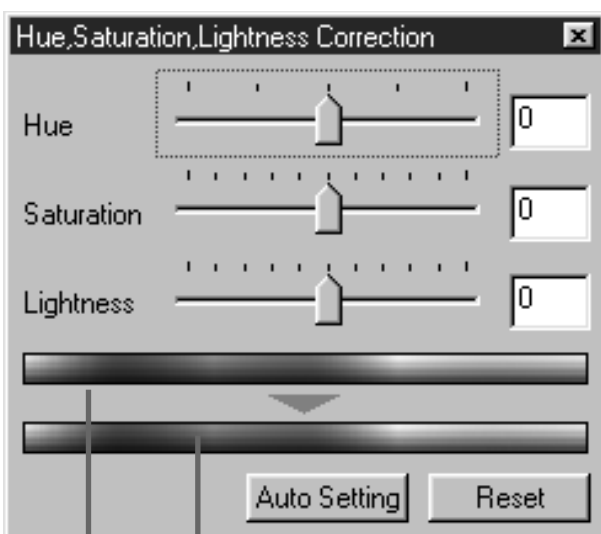 Hue,Saturation,Lightness Correction
Hue 0
Saturation 0
Lightness 0
Auto Setting Reset